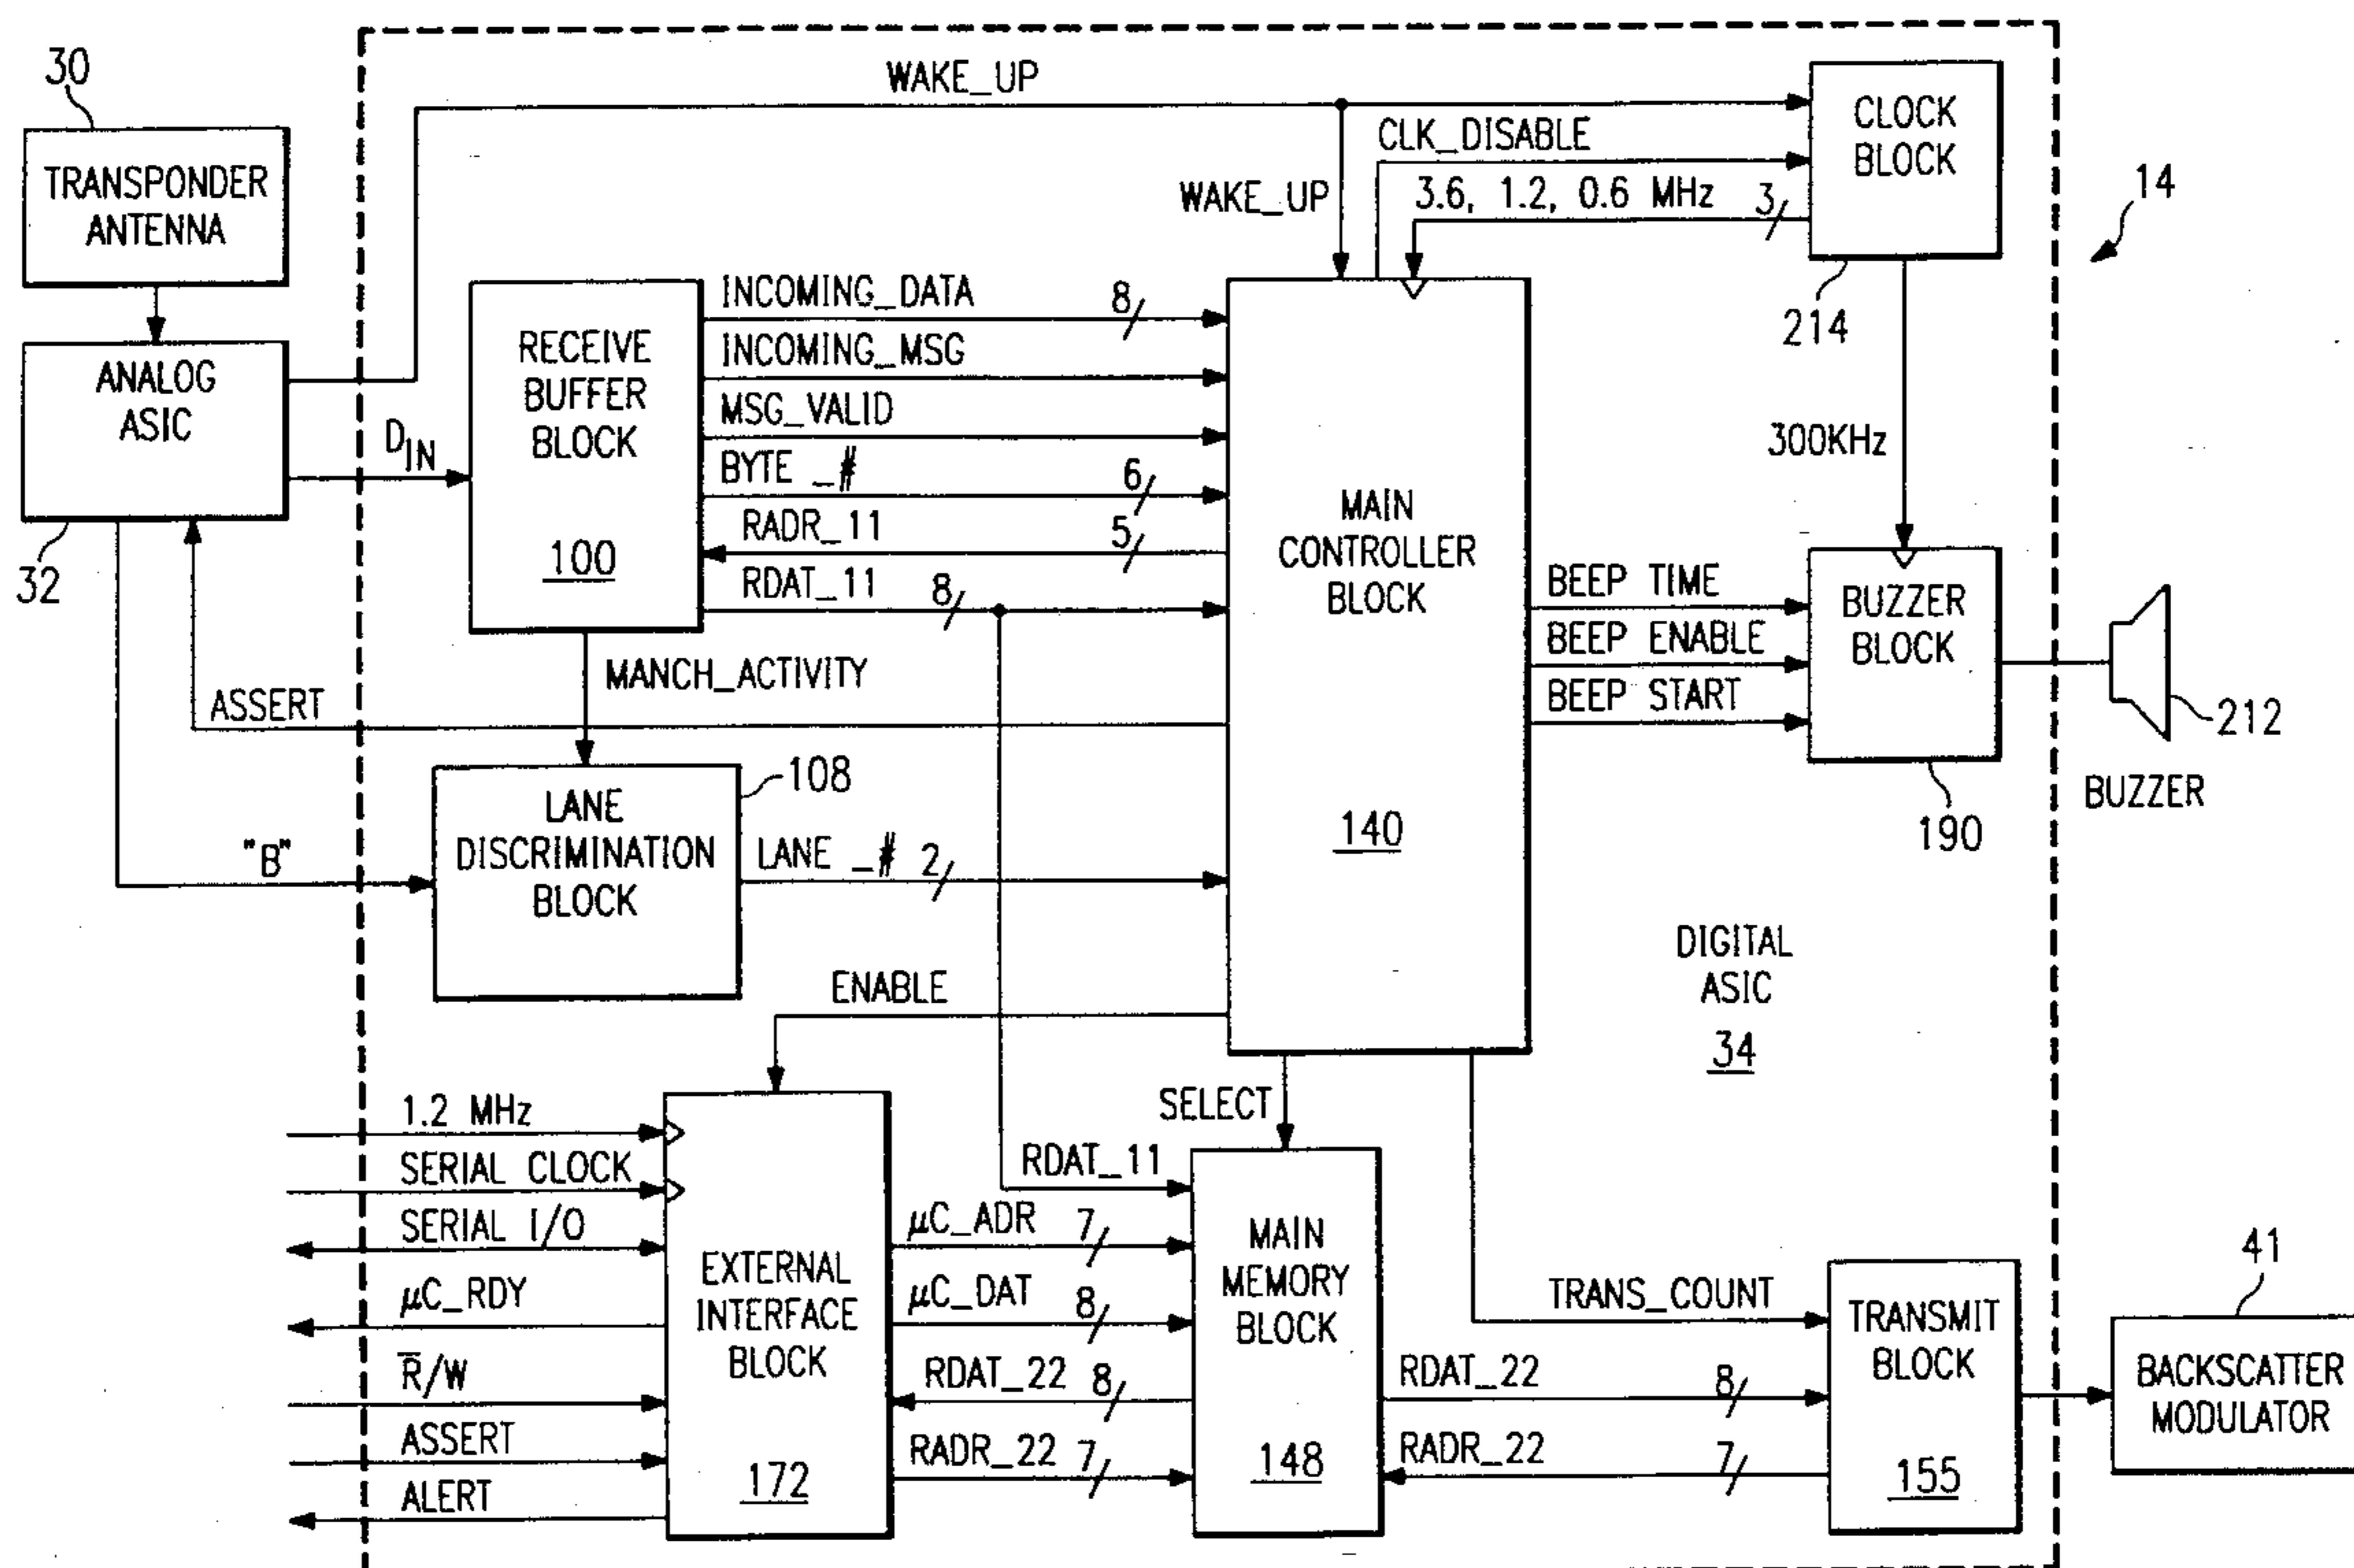 30
TRANSPONDER
ANTENNA
ANALOG
ASIC
32
WAKE_UP
CLOCK
BLOCK
214
14
CLK_DISABLE
WAKE_UP
3.6, 1.2, 0.6 MHz
3
D_IN
RECEIVE
BUFFER
BLOCK
100
INCOMING_DATA
8
INCOMING_MSG
MSG_VALID
BYTE _#
6
RADR_11
5
RDAT_11
8
MAIN
CONTROLLER
BLOCK
140
300KHz
BEEP TIME
BEEP ENABLE
BEEP START
BUZZER
BLOCK
190
212
BUZZER
MANCH_ACTIVITY
ASSERT
108
LANE
DISCRIMINATION
BLOCK
"B"
LANE _#
2
DIGITAL
ASIC
34
ENABLE
SELECT
1.2 MHz
SERIAL CLOCK
SERIAL I/O
μC_RDY
R̅/W
ASSERT
ALERT
EXTERNAL
INTERFACE
BLOCK
172
RDAT_11
μC_ADR
7
μC_DAT
8
RDAT_22
8
RADR_22
7
MAIN
MEMORY
BLOCK
148
TRANS_COUNT
RDAT_22
8
RADR_22
7
TRANSMIT
BLOCK
155
41
BACKSCATTER
MODULATOR